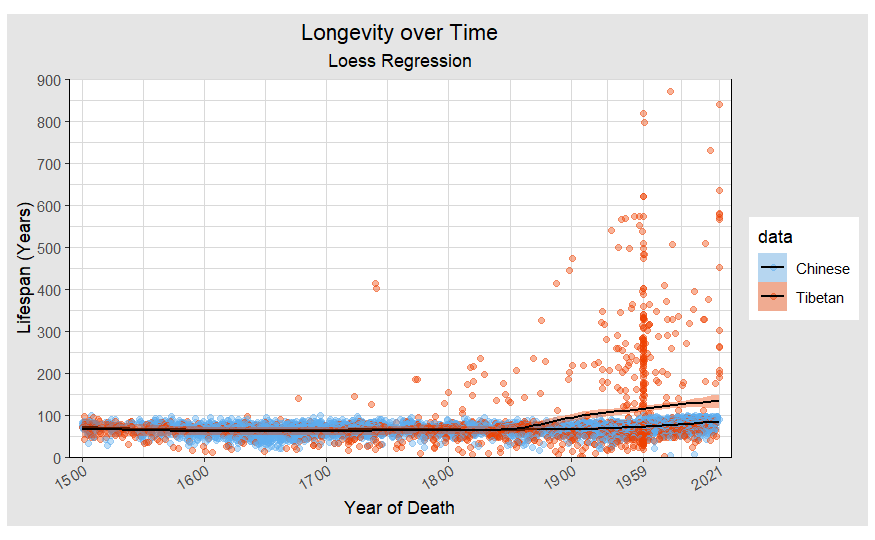 Longevity over Time
Loess Regression
900
800
700
600
500
400
300
200
100
0
Lifespan (Years)
1500
1600
1700
1800
1900
1959
2021
Year of Death
data
Chinese
Tibetan